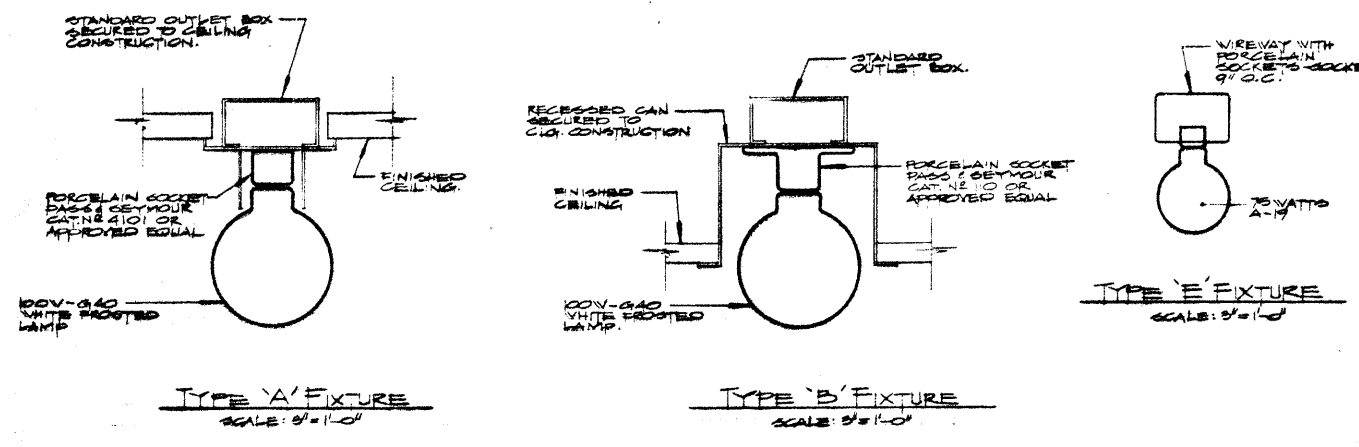 STANDARD OUTLET BOX
SECURED TO CEILING
CONSTRUCTION.
FINISHED
CEILING.
PORCELAIN SOCKET
PASS & SEYMOUR
CAT. Nº 4101 OR
APPROVED EQUAL
100W-G40
WHITE FROSTED
LAMP
TYPE 'A' FIXTURE
SCALE: 3"=1'-0"
STANDARD
OUTLET BOX.
RECESSED CAN
SECURED TO
CLG. CONSTRUCTION
FINISHED
CEILING
PORCELAIN SOCKET
PASS & SEYMOUR
CAT. Nº 110 OR
APPROVED EQUAL
100W-G40
WHITE FROSTED
LAMP.
TYPE 'B' FIXTURE
SCALE: 3"=1'-0"
WIREWAY WITH
PORCELAIN
SOCKETS-SOCKE
9" O.C.
75 WATTS
A-19
TYPE 'E' FIXTURE
SCALE: 3"=1'-0"